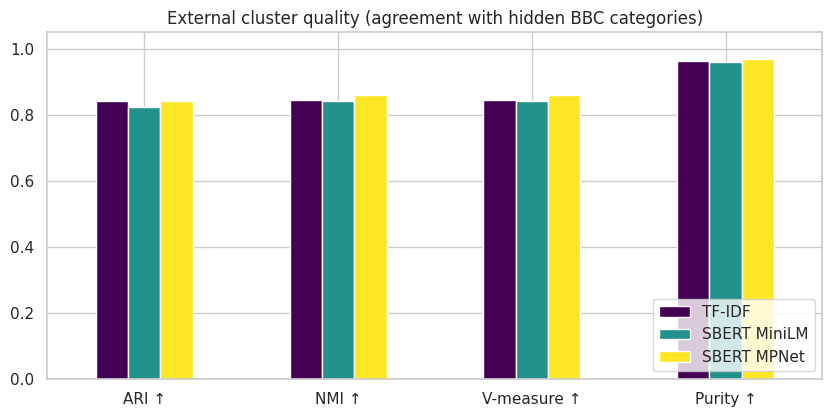 External cluster quality (agreement with hidden BBC categories)
1.0
0.8
0.6
0.4
0.2
0.0
TF-IDF
SBERT MiniLM
SBERT MPNet
ARI ↑
NMI ↑
V-measure ↑
Purity ↑